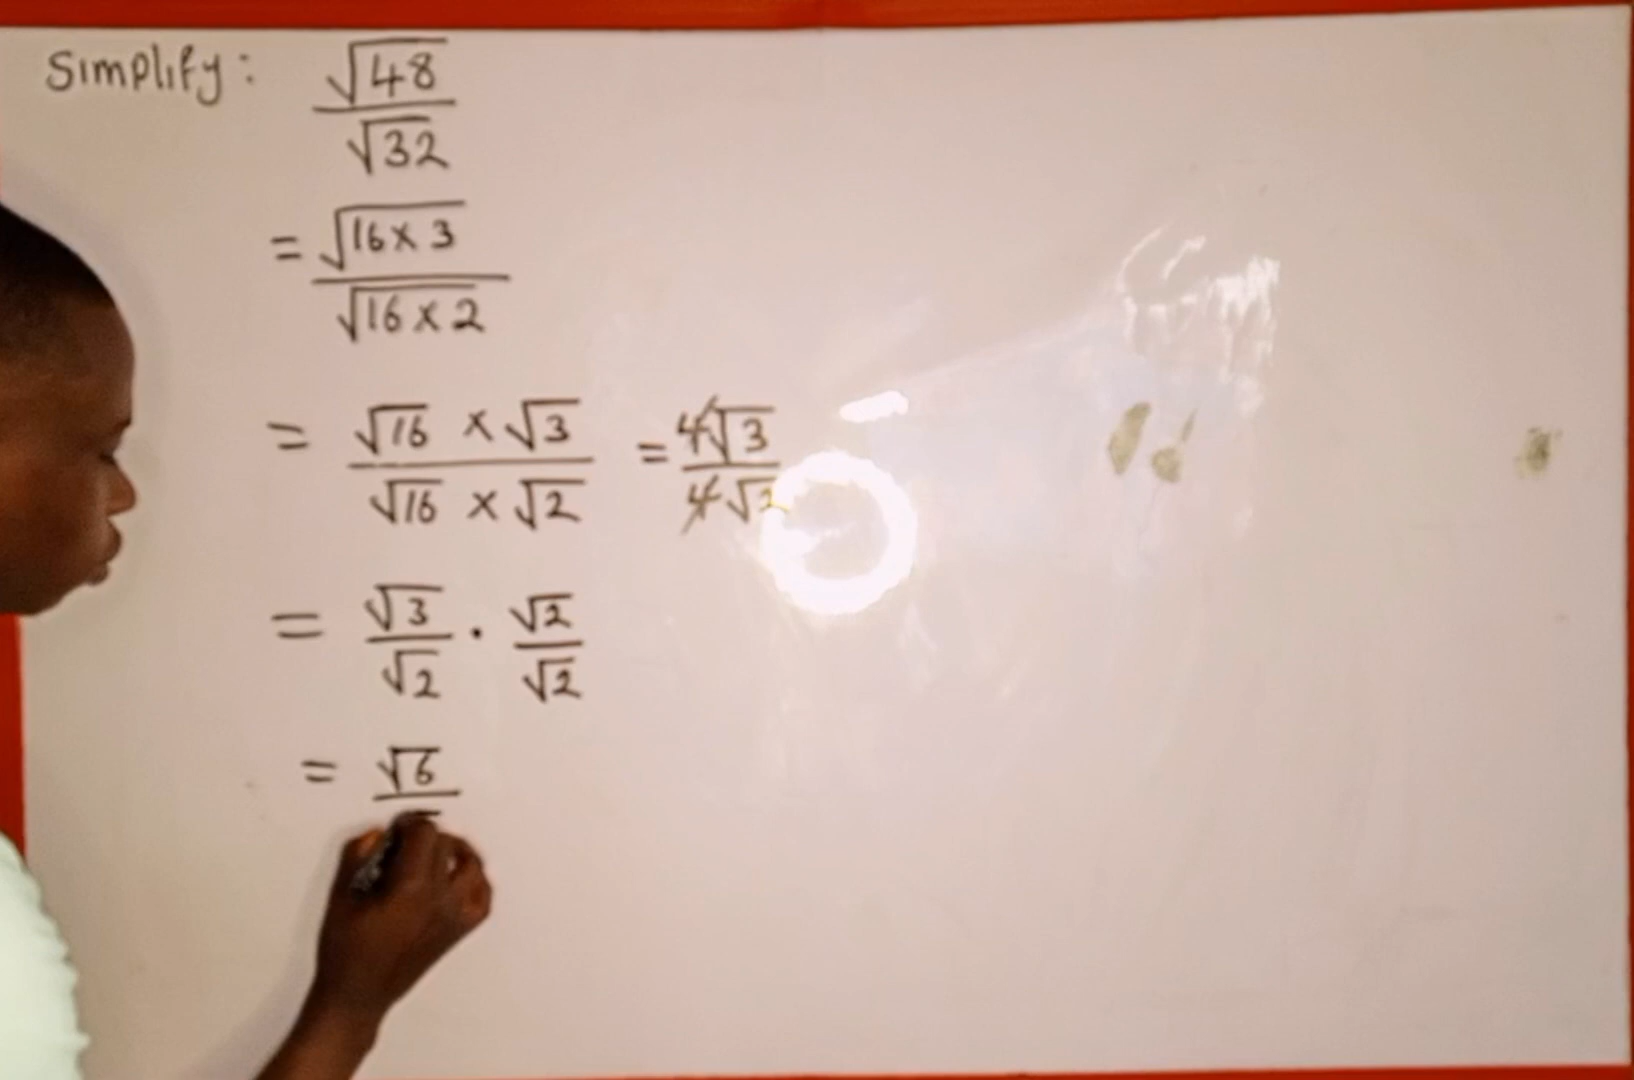 Simplify: √48/√32
= √16×3/√16×2
= √16 × √3/√16 × √2 = 4√3/4√2
= √3/√2 · √2/√2
= √6